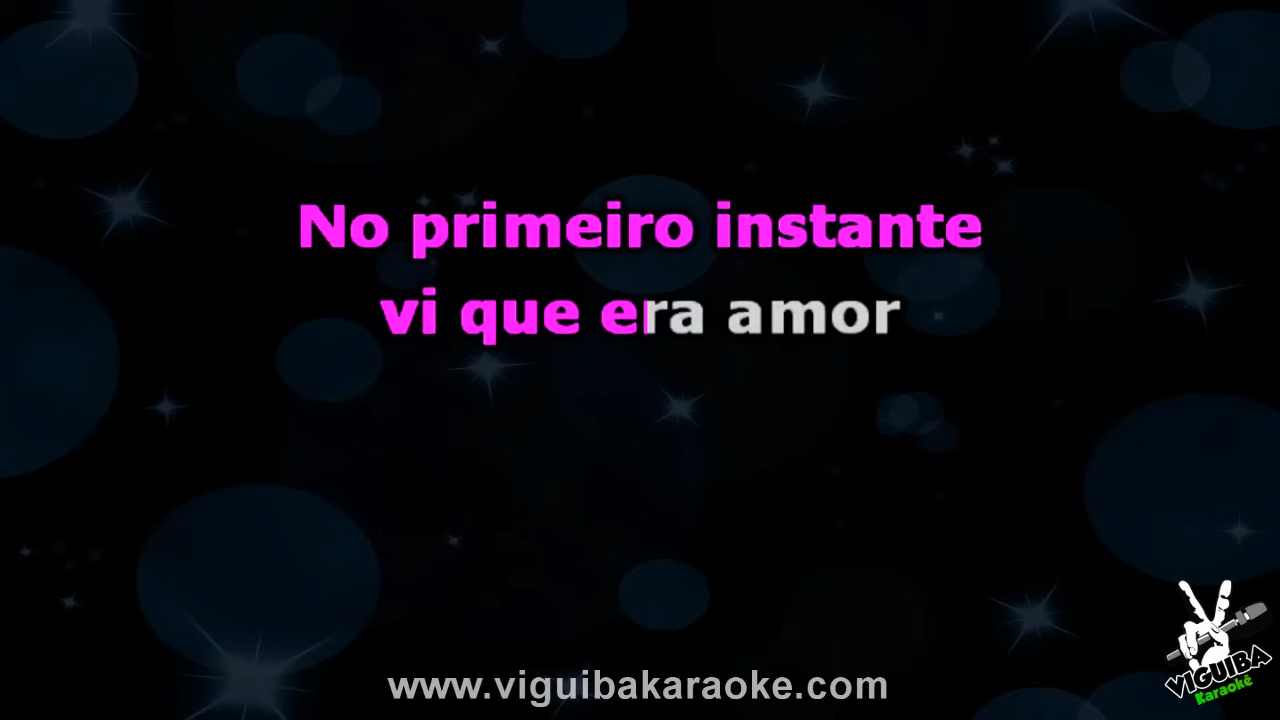 No primeiro instante
vi que era amor
www.viguibakaraoke.com
VIGUIBA
Karaokê